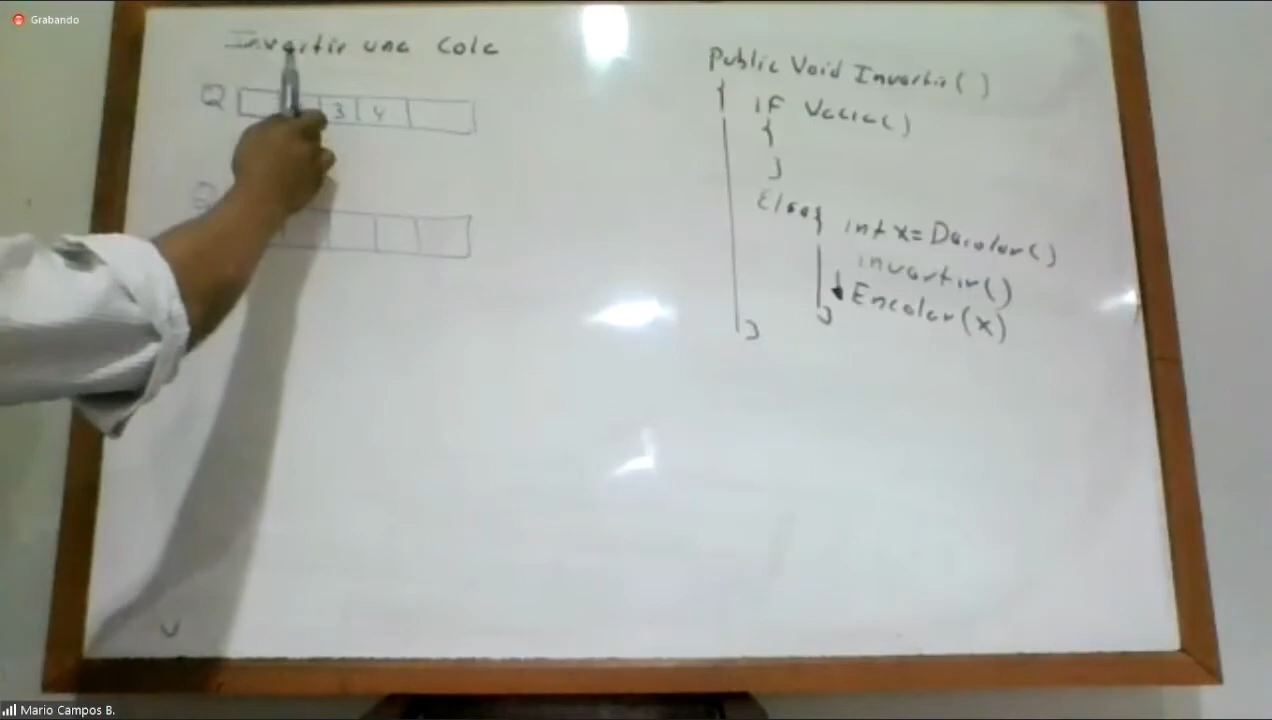 Grabando
Invertir una Cola
Q
3 4
Q
Public Void Invertir()
{ if Vacia()
{
}
Else{ int x=Decolar()
invertir()
Encolar(x)
}
}
Mario Campos B.